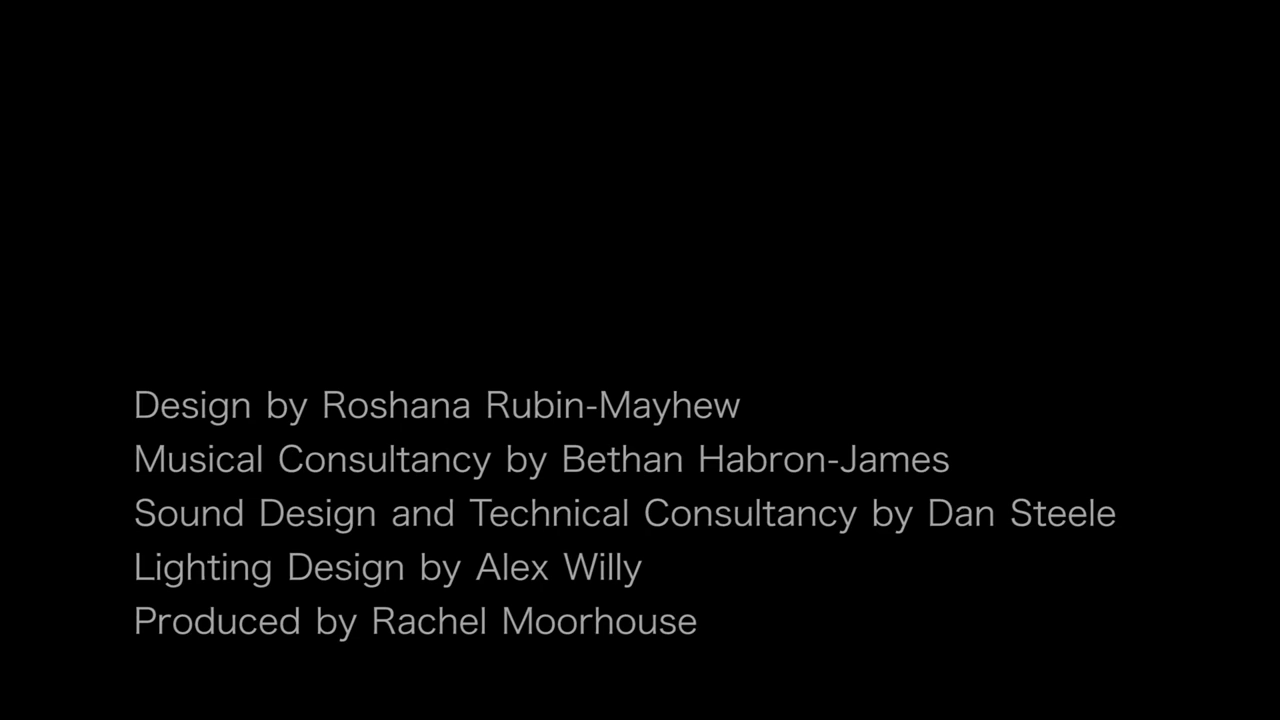 Design by Roshana Rubin-Mayhew
Musical Consultancy by Bethan Habron-James
Sound Design and Technical Consultancy by Dan Steele
Lighting Design by Alex Willy
Produced by Rachel Moorhouse